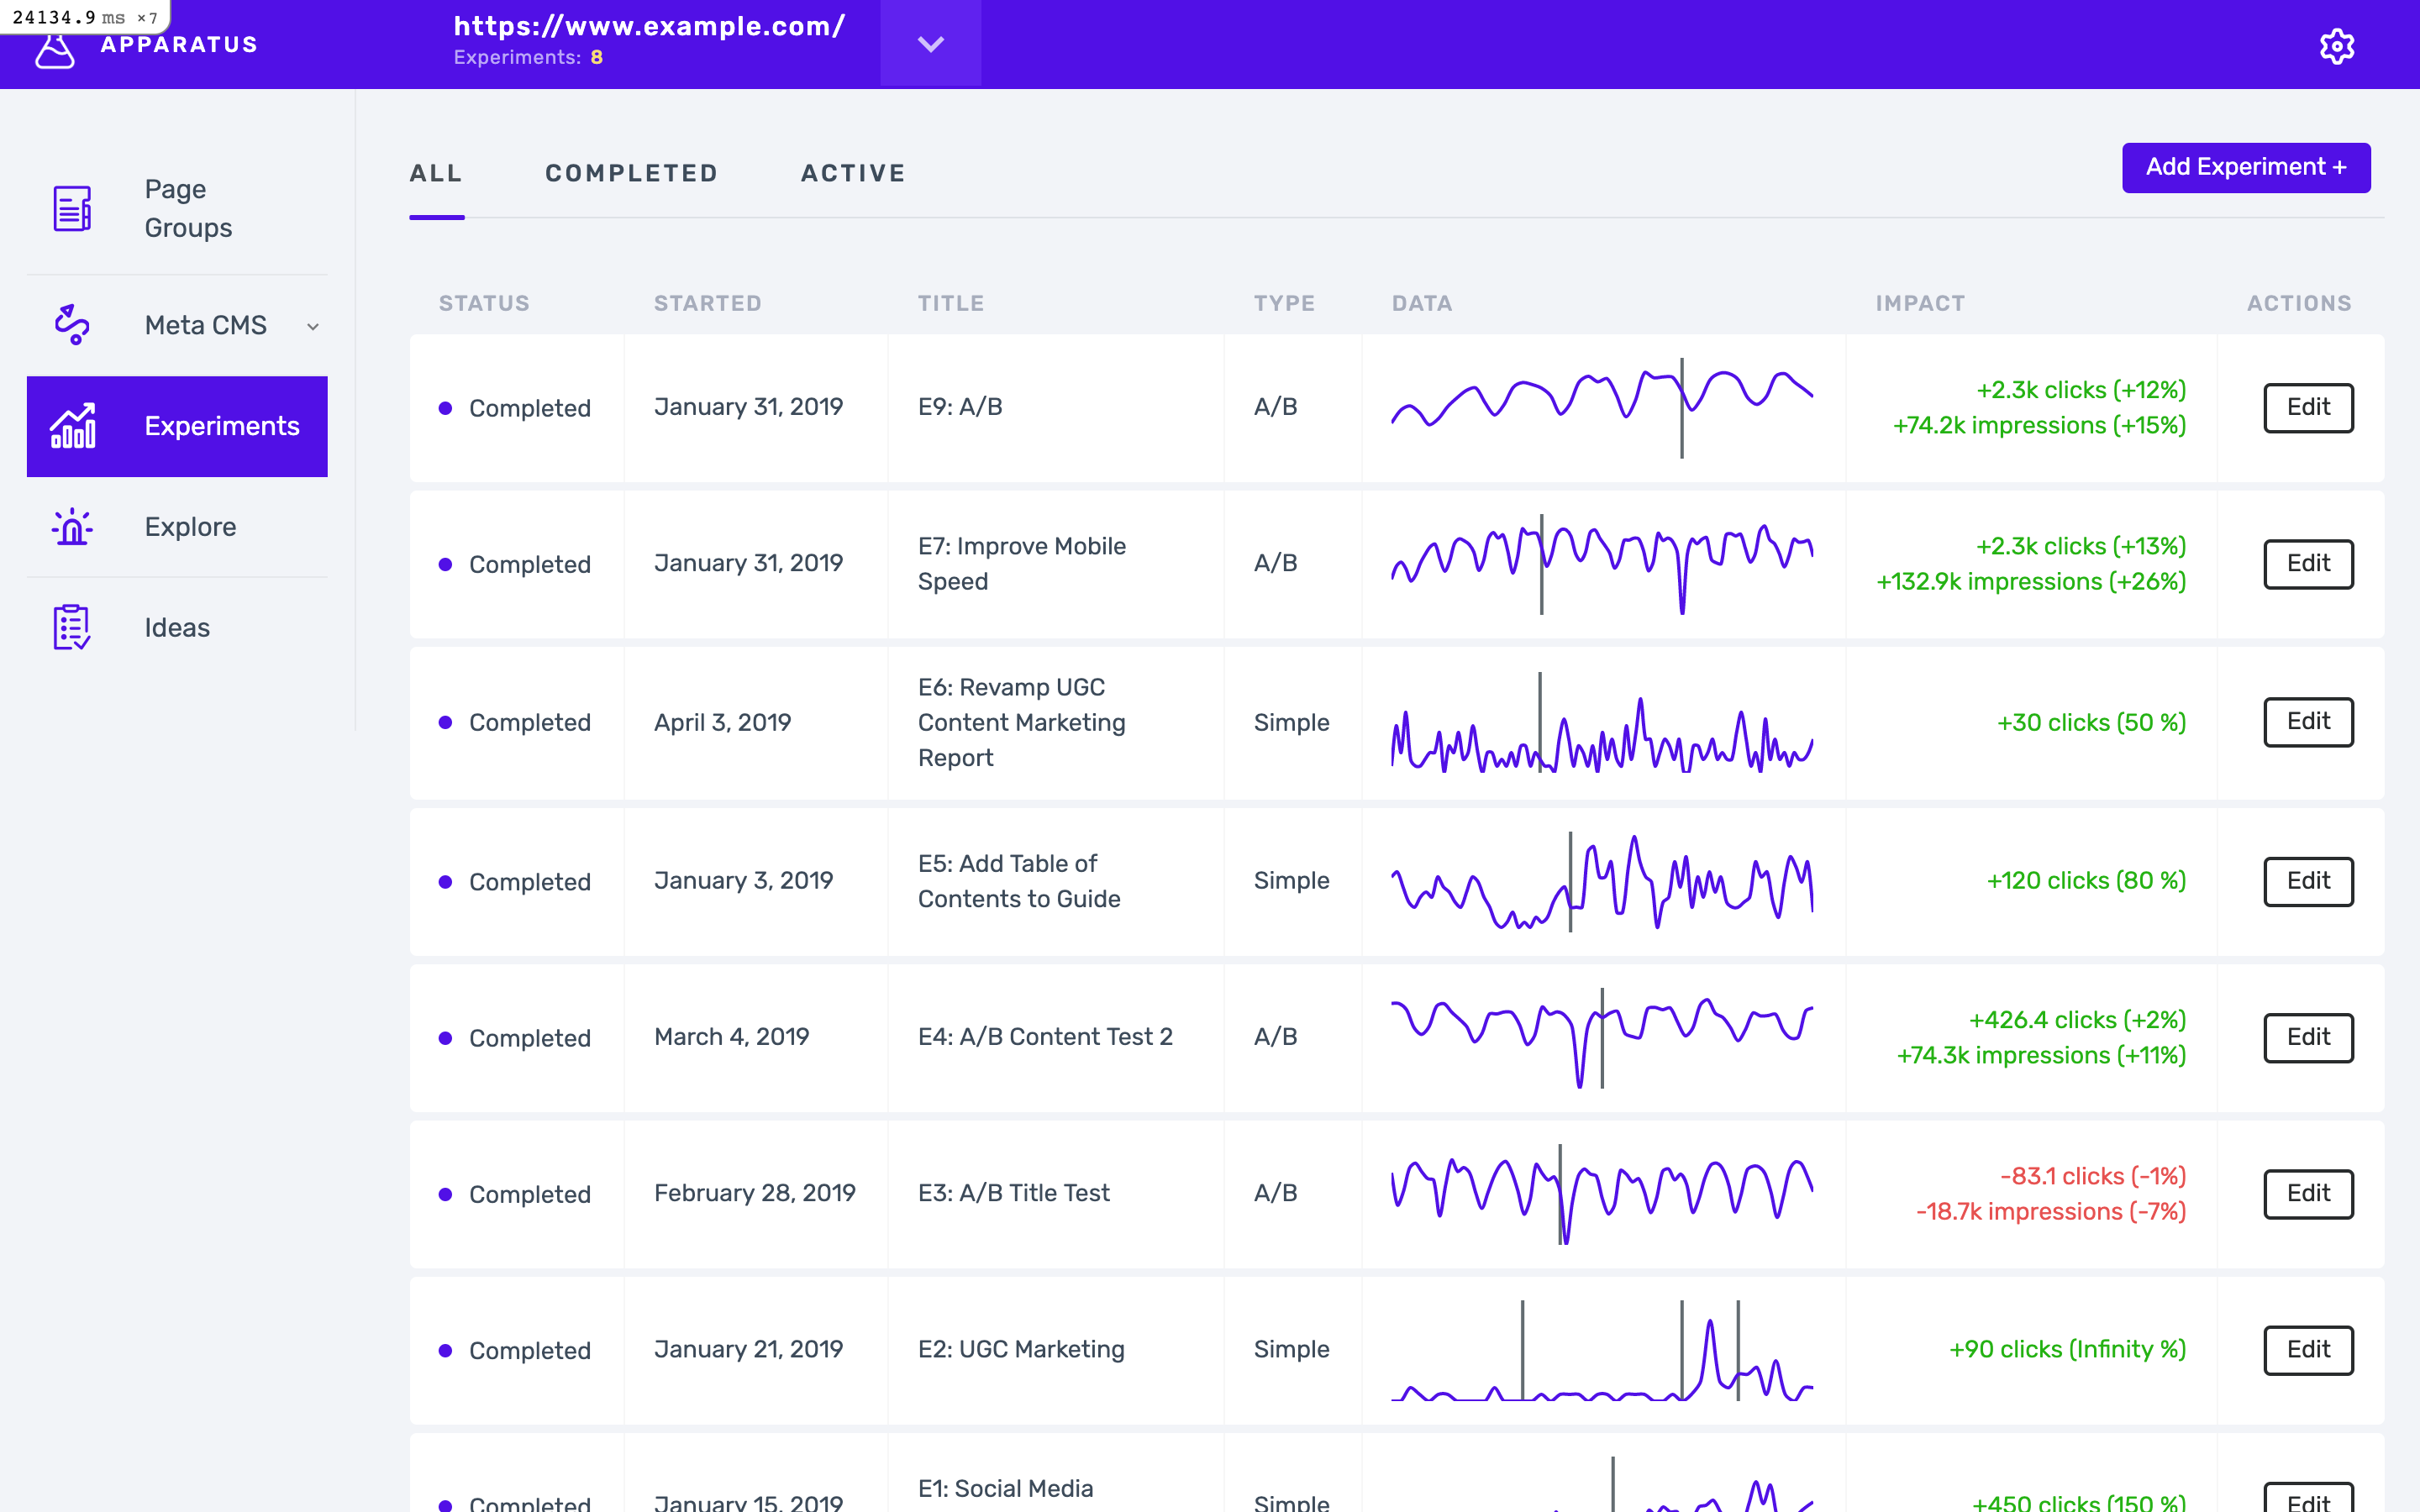 24134.9 ms ×7
APPARATUS
https://www.example.com/
Experiments: 8
Page
Groups
Meta CMS
Experiments
Explore
Ideas
ALL COMPLETED ACTIVE
Add Experiment +
STATUS STARTED TITLE TYPE DATA IMPACT ACTIONS
Completed January 31, 2019 E9: A/B A/B +2.3k clicks (+12%)
+74.2k impressions (+15%)
Edit
Completed January 31, 2019 E7: Improve Mobile
Speed
A/B +2.3k clicks (+13%)
+132.9k impressions (+26%)
Edit
Completed April 3, 2019 E6: Revamp UGC
Content Marketing
Report
Simple +30 clicks (50 %) Edit
Completed January 3, 2019 E5: Add Table of
Contents to Guide
Simple +120 clicks (80 %) Edit
Completed March 4, 2019 E4: A/B Content Test 2 A/B +426.4 clicks (+2%)
+74.3k impressions (+11%)
Edit
Completed February 28, 2019 E3: A/B Title Test A/B -83.1 clicks (-1%)
-18.7k impressions (-7%)
Edit
Completed January 21, 2019 E2: UGC Marketing Simple +90 clicks (Infinity %) Edit
Completed January 15, 2019 E1: Social Media
Simple +450 clicks (150 %) Edit